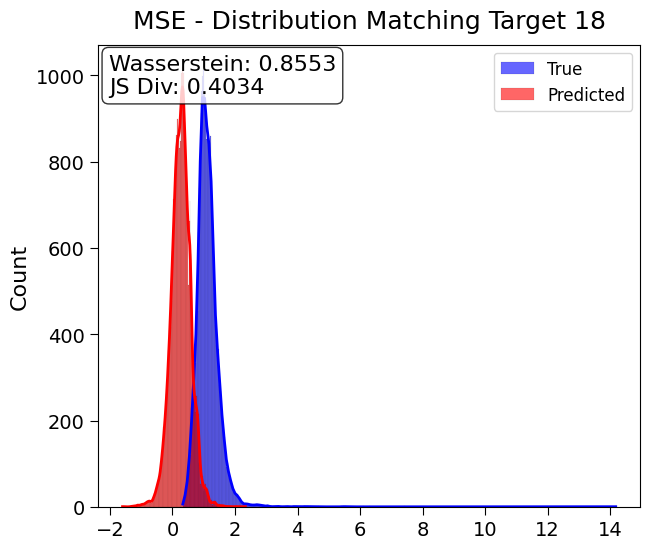 MSE - Distribution Matching Target 18
Wasserstein: 0.8553
JS Div: 0.4034
True
Predicted
Count
1000
800
600
400
200
0
−2 0 2 4 6 8 10 12 14